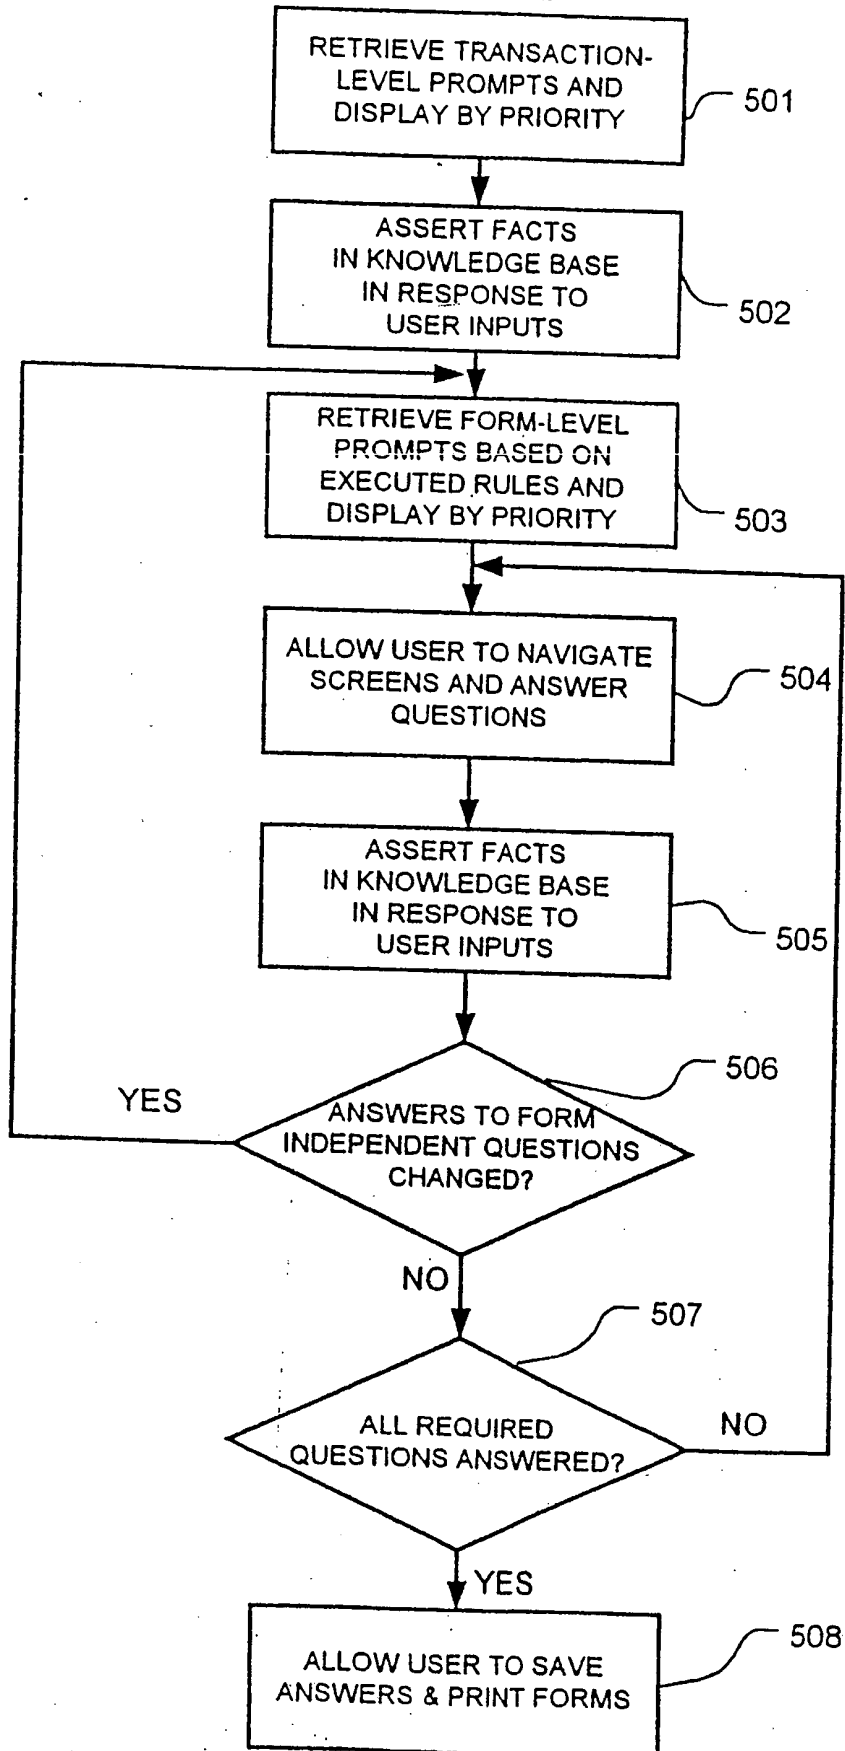 RETRIEVE TRANSACTION-
LEVEL PROMPTS AND
DISPLAY BY PRIORITY
501
ASSERT FACTS
IN KNOWLEDGE BASE
IN RESPONSE TO
USER INPUTS
502
RETRIEVE FORM-LEVEL
PROMPTS BASED ON
EXECUTED RULES AND
DISPLAY BY PRIORITY
503
ALLOW USER TO NAVIGATE
SCREENS AND ANSWER
QUESTIONS
504
ASSERT FACTS
IN KNOWLEDGE BASE
IN RESPONSE TO
USER INPUTS
505
506
YES
ANSWERS TO FORM
INDEPENDENT QUESTIONS
CHANGED?
NO
507
ALL REQUIRED
QUESTIONS ANSWERED?
NO
YES
508
ALLOW USER TO SAVE
ANSWERS & PRINT FORMS